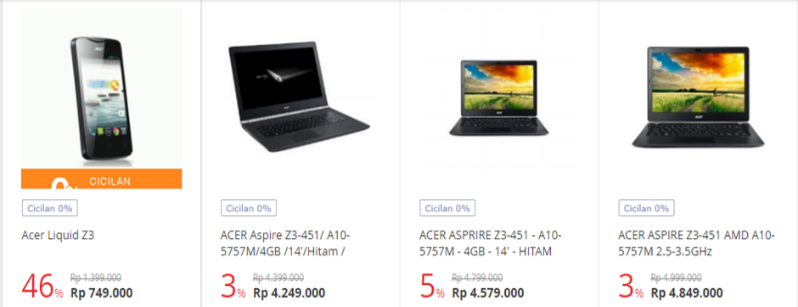 0% CICILAN
Cicilan 0%
Acer Liquid Z3
46% Rp 1.399.000
Rp 749.000
Cicilan 0%
ACER Aspire Z3-451/ A10-
5757M/4GB /14'/Hitam /
3% Rp 4.399.000
Rp 4.249.000
Cicilan 0%
ACER ASPRIRE Z3-451 - A10-
5757M - 4GB - 14' - HITAM
5% Rp 4.799.000
Rp 4.579.000
Cicilan 0%
ACER ASPIRE Z3-451 AMD A10-
5757M 2.5-3.5GHz
3% Rp 4.999.000
Rp 4.849.000